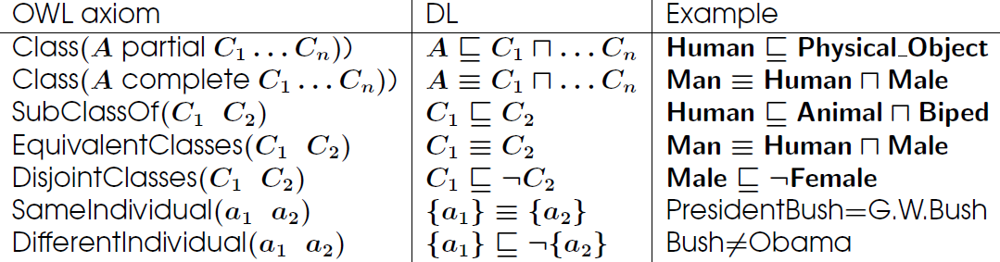 OWL axiom DL Example
Class(A partial C₁ … Cₙ)) A ⊑ C₁ ⊓ … Cₙ Human ⊑ Physical_Object
Class(A complete C₁ … Cₙ)) A ≡ C₁ ⊓ … Cₙ Man ≡ Human ⊓ Male
SubClassOf(C₁ C₂) C₁ ⊑ C₂ Human ⊑ Animal ⊓ Biped
EquivalentClasses(C₁ C₂) C₁ ≡ C₂ Man ≡ Human ⊓ Male
DisjointClasses(C₁ C₂) C₁ ⊑ ¬C₂ Male ⊑ ¬Female
SameIndividual(a₁ a₂) {a₁} ≡ {a₂} PresidentBush=G.W.Bush
DifferentIndividual(a₁ a₂) {a₁} ⊑ ¬{a₂} Bush≠Obama